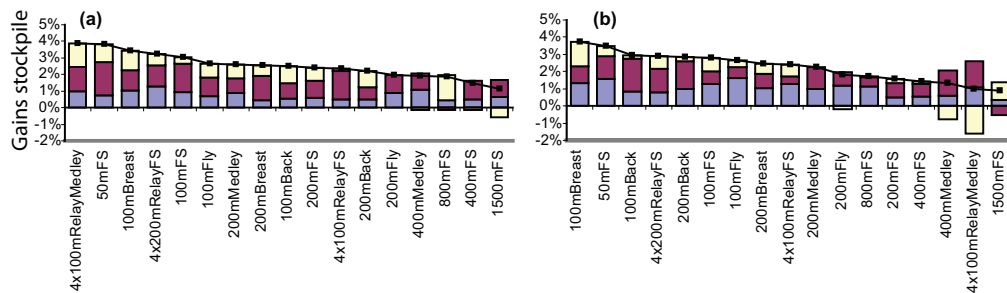 Gains stockpile
(a)
5%
4%
3%
2%
1%
0%
-1%
-2%
4x100mRelayMedley
50mFS
100mBreast
4x200mRelayFS
100mFS
100mFly
200mMedley
200mBreast
100mBack
200mFS
4x100mRelayFS
200mBack
200mFly
400mMedley
800mFS
400mFS
1500mFS
(b)
5%
4%
3%
2%
1%
0%
-1%
-2%
100mBreast
50mFS
100mBack
4x200mRelayFS
200mBack
100mFS
100mFly
200mBreast
4x100mRelayFS
200mMedley
200mFly
800mFS
200mFS
400mFS
400mMedley
4x100mRelayMedley
1500mFS